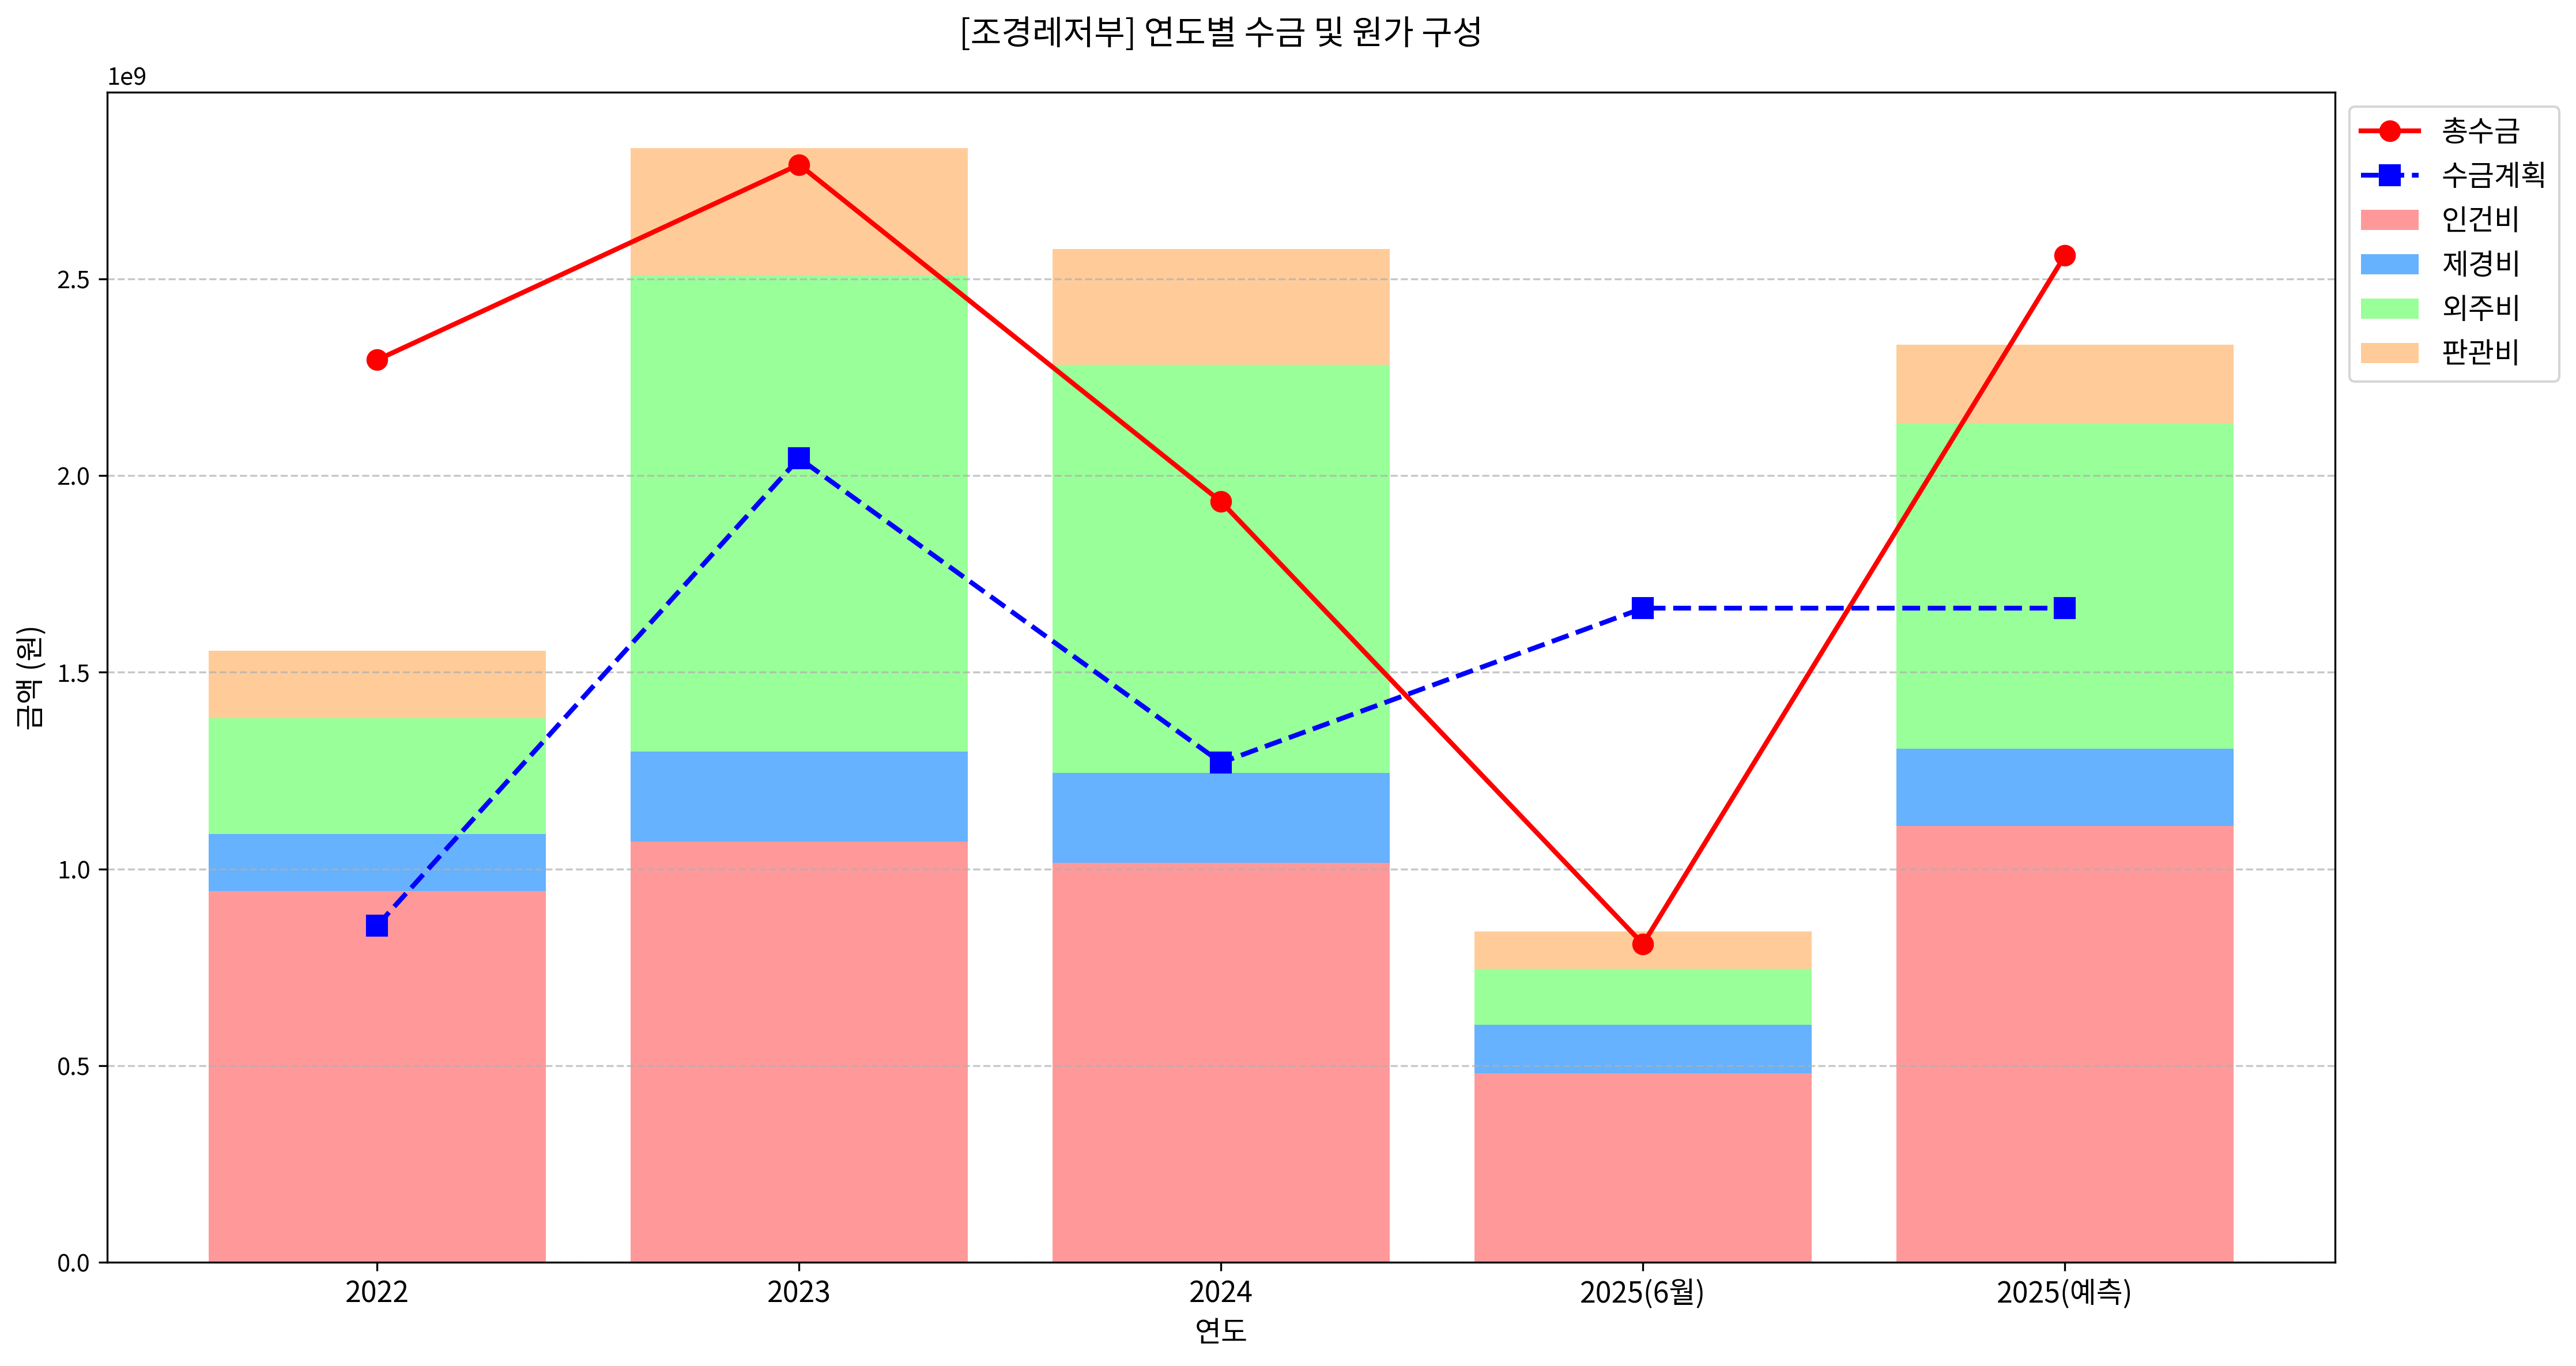 [조경레저부] 연도별 수금 및 원가 구성
1e9
총수금
수금계획
인건비
제경비
외주비
판관비
금액 (원)
2.5
2.0
1.5
1.0
0.5
0.0
2022
2023
2024
2025(6월)
2025(예측)
연도